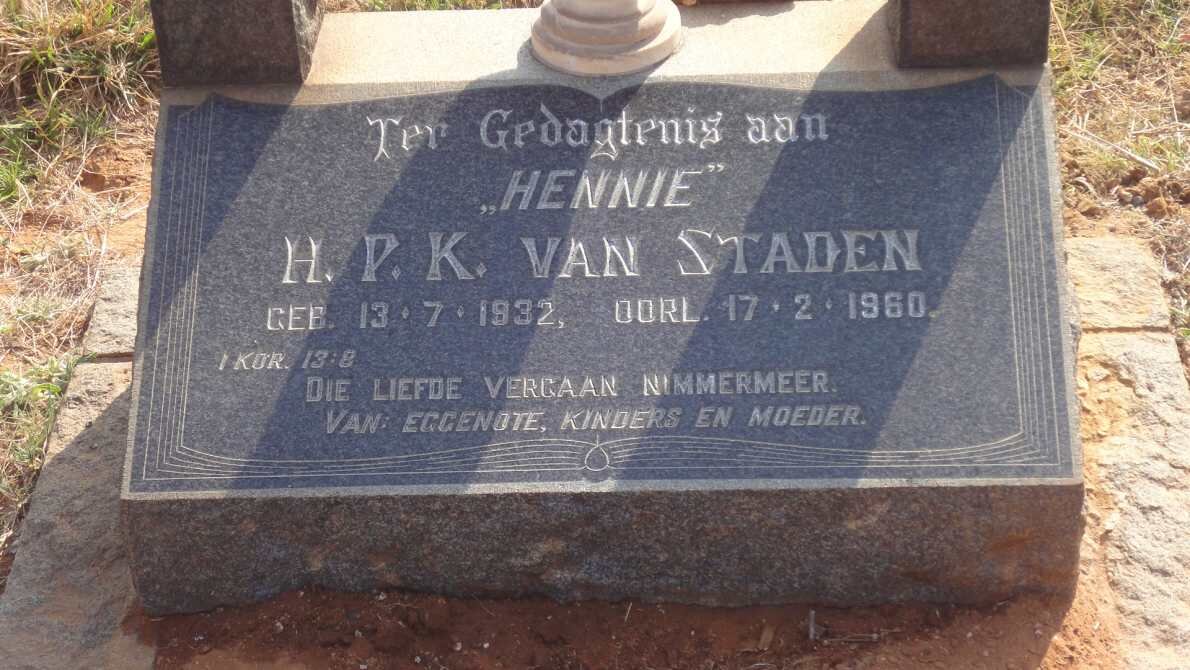 Ter Gedagtenis aan
„HENNIE”
H. P. K. VAN STADEN
GEB. 13·7·1932, OORL. 17·2·1960.
1 KOR. 13:8
DIE LIEFDE VERGAAN NIMMERMEER.
VAN: EGGENOTE, KINDERS EN MOEDER.